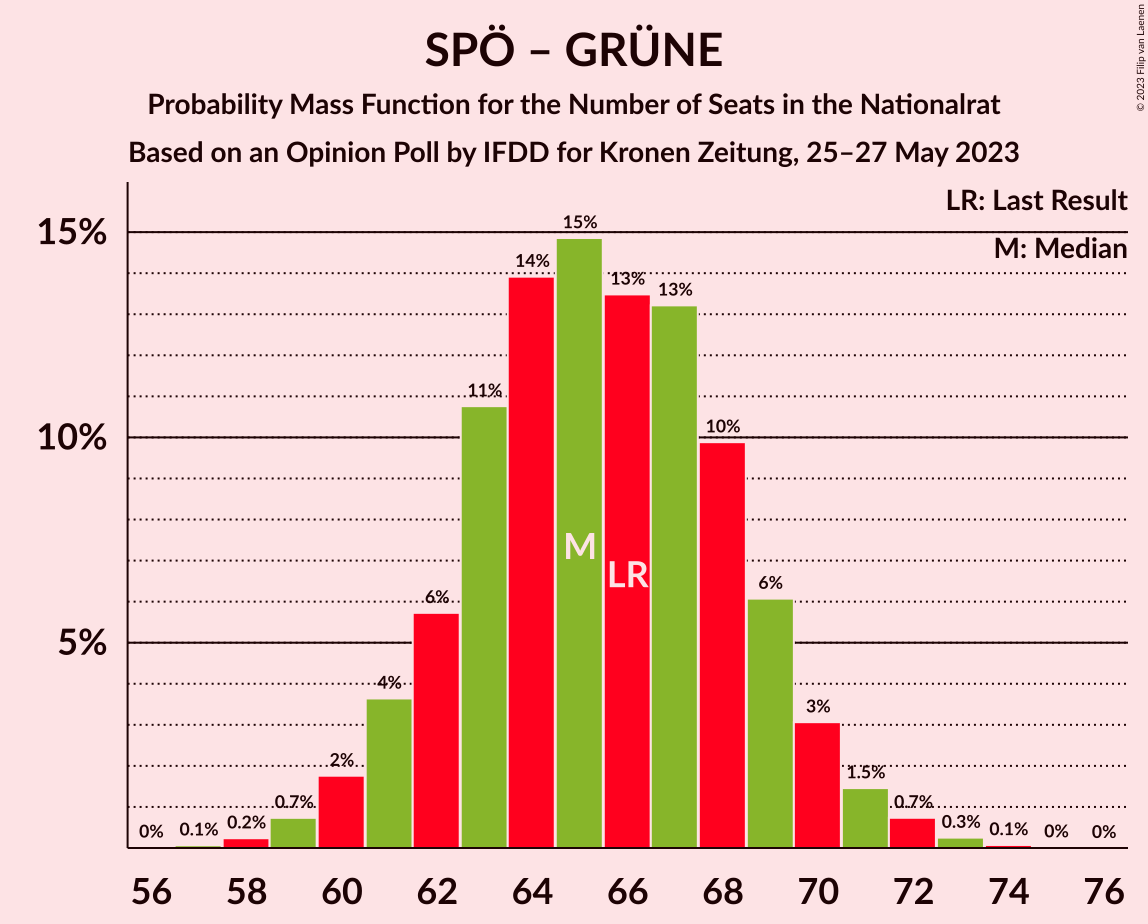 SPÖ – GRÜNE
Probability Mass Function for the Number of Seats in the Nationalrat
Based on an Opinion Poll by IFDD for Kronen Zeitung, 25–27 May 2023
© 2023 Filip van Laenen
LR: Last Result
M: Median
15%
10%
5%
0%
0.1%
0.2%
0.7%
2%
4%
6%
11%
14%
15%
13%
13%
10%
6%
3%
1.5%
0.7%
0.3%
0.1%
0%
0%
M
LR
56 58 60 62 64 66 68 70 72 74 76